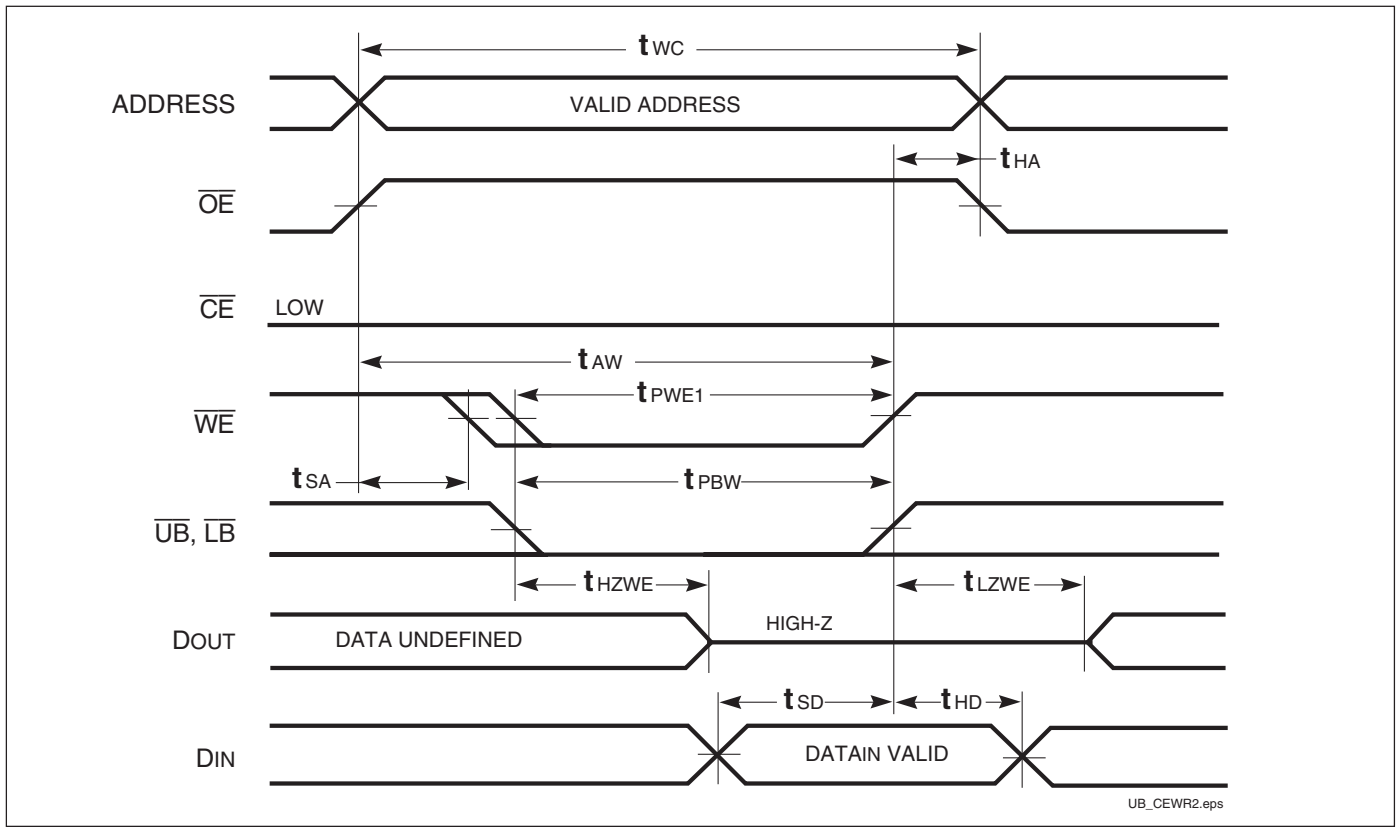 tWC
ADDRESS
VALID ADDRESS
tHA
OE
CE
LOW
tAW
tPWE1
WE
tSA
tPBW
UB, LB
tHZWE
tLZWE
DOUT
DATA UNDEFINED
HIGH-Z
tSD
tHD
DIN
DATAIN VALID
UB_CEWR2.eps